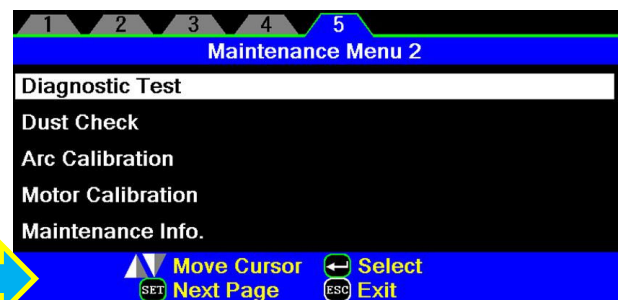 1 2 3 4 5
Maintenance Menu 2
Diagnostic Test
Dust Check
Arc Calibration
Motor Calibration
Maintenance Info.
Move Cursor Select
SET Next Page ESC Exit